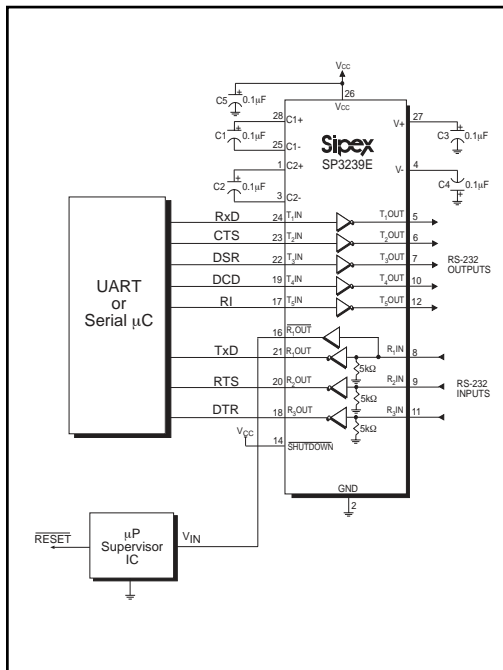 VCC
26
VCC
C5 + 0.1µF
28 C1+
C1 + 0.1µF
25 C1-
1 C2+
C2 + 0.1µF
3 C2-
Sipex
SP3239E
V+ 27
C3 + 0.1µF
V- 4
C4 0.1µF +
UART
or
Serial µC
RxD 24 T1IN T1OUT 5
CTS 23 T2IN T2OUT 6
DSR 22 T3IN T3OUT 7
DCD 19 T4IN T4OUT 10
RI 17 T5IN T5OUT 12
RS-232
OUTPUTS
16 R1OUT
TxD 21 R1OUT R1IN 8
5kΩ
RTS 20 R2OUT R2IN 9
5kΩ
DTR 18 R3OUT R3IN 11
5kΩ
RS-232
INPUTS
VCC
14 SHUTDOWN
GND
2
RESET
µP
Supervisor
IC
VIN